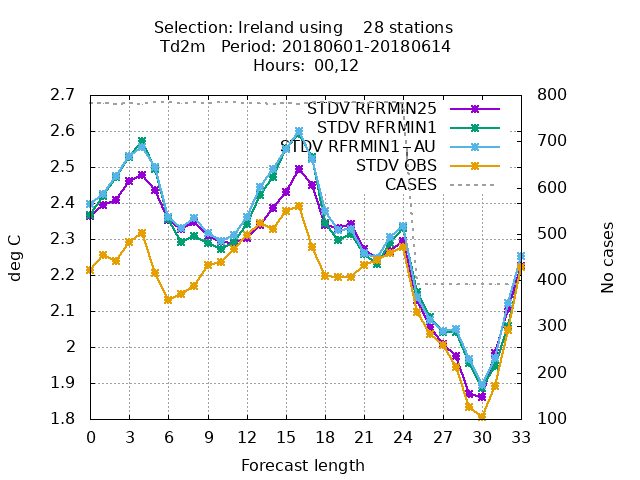 Selection: Ireland using    28 stations
Td2m   Period: 20180601-20180614
Hours: 00,12
2.7
2.6
2.5
2.4
2.3
2.2
2.1
2
1.9
1.8
deg C
800
700
600
500
400
300
200
100
No cases
STDV RFRMIN25
STDV RFRMIN1
STDV RFRMIN1-AU
STDV OBS
CASES
0 3 6 9 12 15 18 21 24 27 30 33
Forecast length